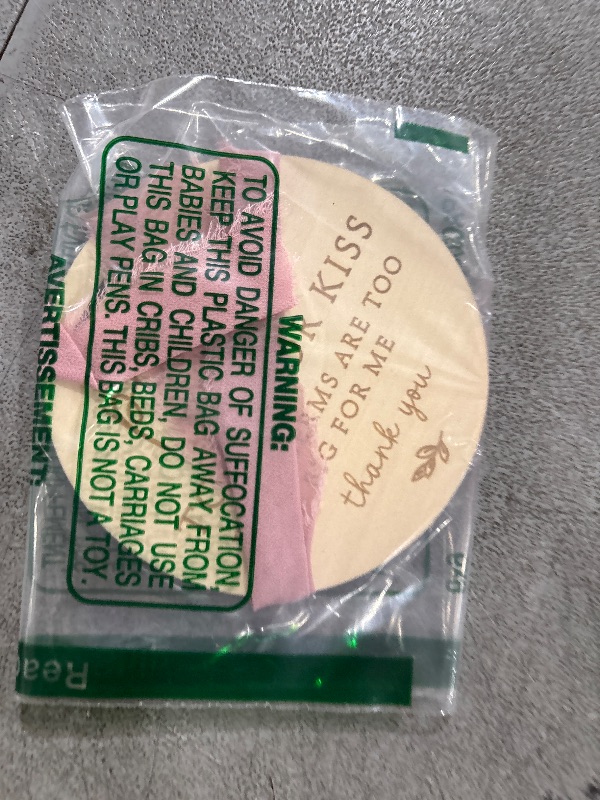 WARNING:
TO AVOID DANGER OF SUFFOCATION
KEEP THIS PLASTIC BAG AWAY FROM
BABIES AND CHILDREN, DO NOT USE
THIS BAG IN CRIBS, BEDS, CARRIAGES
OR PLAY PENS. THIS BAG IS NOT A TOY.
AVERTISSEMENT:
KISS
ARE TOO
FOR ME
thank you